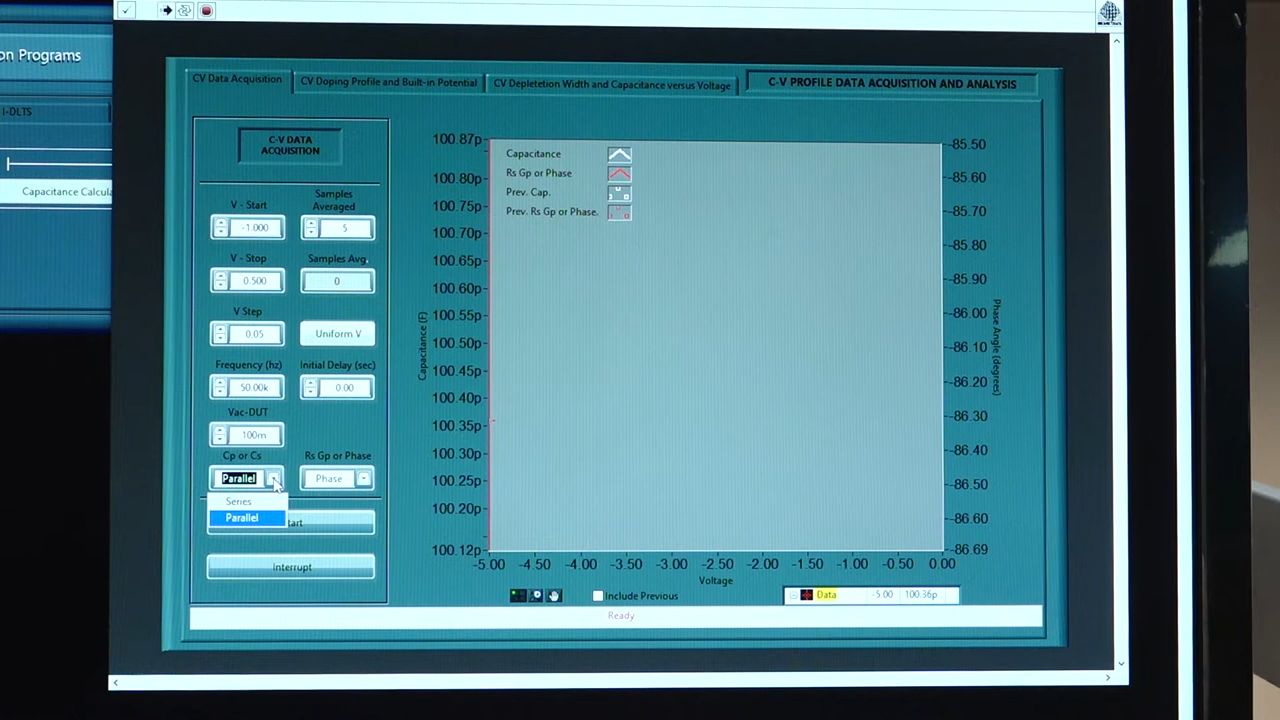 on Programs
I-DLTS
Capacitance Calcula
CV Data Acquisition
CV Doping Profile and Built-in Potential
CV Depletetion Width and Capacitance versus Voltage
C-V PROFILE DATA ACQUISITION AND ANALYSIS
C-V DATA
ACQUISITION
V - Start
-1.000
Samples
Averaged
5
V - Stop
0.500
Samples Avg.
0
V Step
0.05
Uniform V
Frequency (hz)
50.00k
Initial Delay (sec)
0.00
Vac-DUT
100m
Cp or Cs
Parallel
Rs Gp or Phase
Phase
Series
Parallel
tart
Interrupt
Capacitance
Rs Gp or Phase
Prev. Cap.
Prev. Rs Gp or Phase.
100.87p
100.80p
100.75p
100.70p
100.65p
100.60p
100.55p
100.50p
100.45p
100.40p
100.35p
100.30p
100.25p
100.20p
100.12p
Capacitance (F)
-85.50
-85.60
-85.70
-85.80
-85.90
-86.00
-86.10
-86.20
-86.30
-86.40
-86.50
-86.60
-86.69
Phase Angle (degrees)
-5.00 -4.50 -4.00 -3.50 -3.00 -2.50 -2.00 -1.50 -1.00 -0.50 0.00
Voltage
Include Previous
Data -5.00 100.36p
Ready